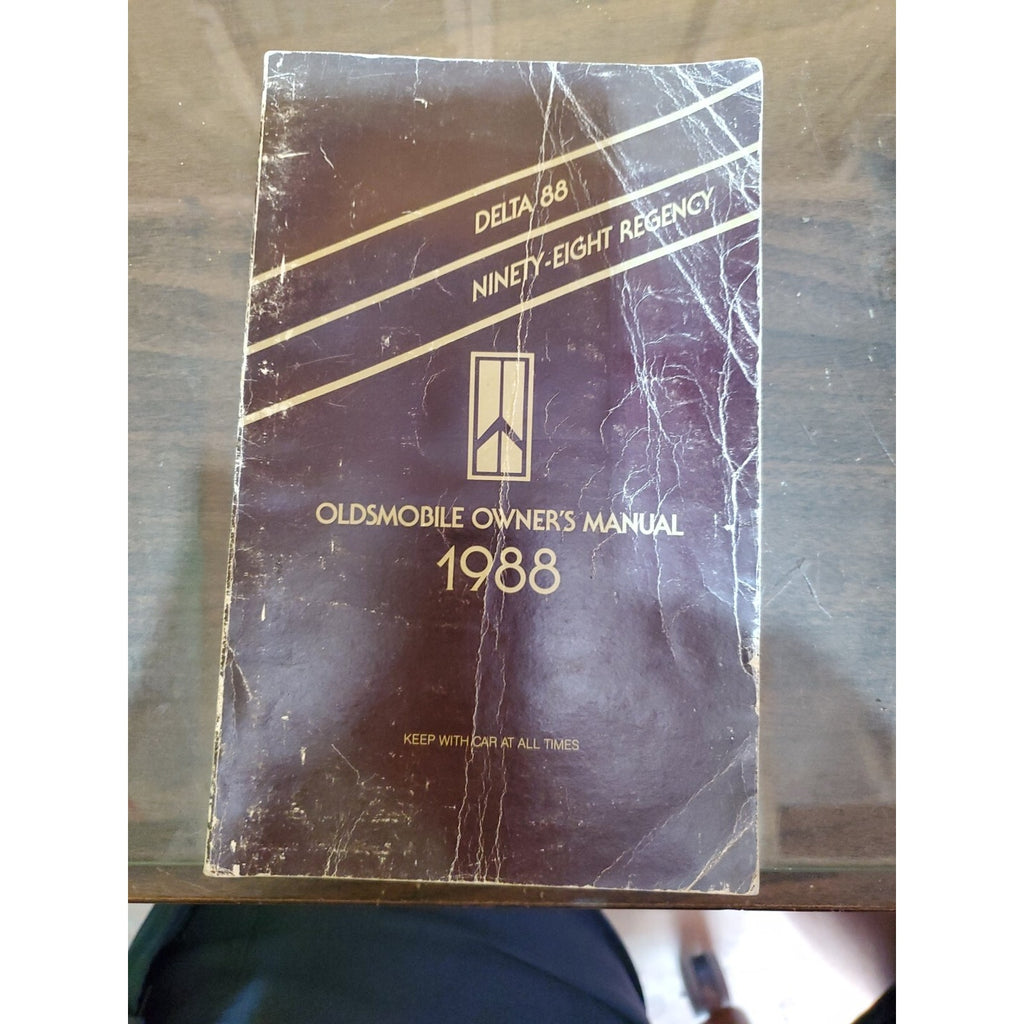 DELTA 88
NINETY-EIGHT REGENCY
OLDSMOBILE OWNER'S MANUAL
1988
KEEP WITH CAR AT ALL TIMES